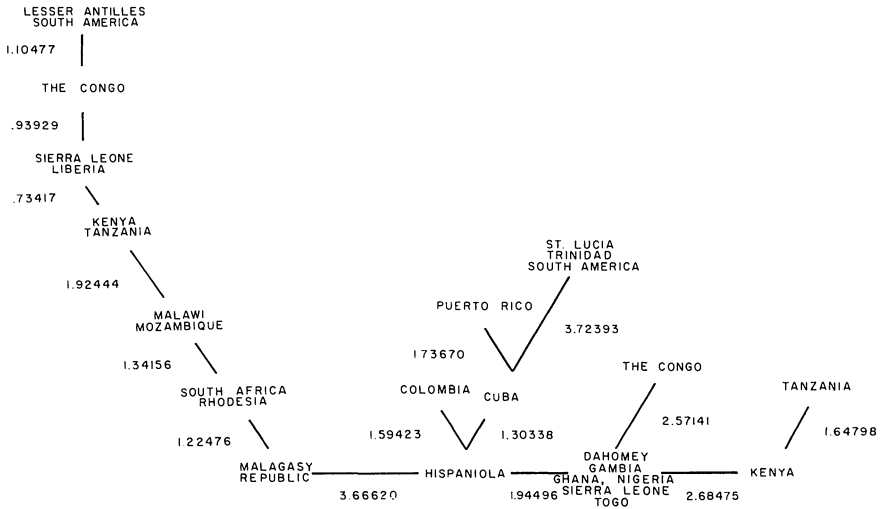 LESSER ANTILLES
SOUTH AMERICA
1.10477
THE CONGO
.93929
SIERRA LEONE
LIBERIA
.73417
KENYA
TANZANIA
1.92444
MALAWI
MOZAMBIQUE
1.34156
SOUTH AFRICA
RHODESIA
1.22476
MALAGASY
REPUBLIC
3.66620
ST. LUCIA
TRINIDAD
SOUTH AMERICA
PUERTO RICO
3.72393
1.73670
COLOMBIA
CUBA
1.59423
1.30338
HISPANIOLA
1.94496
THE CONGO
2.57141
DAHOMEY
GAMBIA
GHANA, NIGERIA
SIERRA LEONE
TOGO
2.68475
TANZANIA
1.64798
KENYA